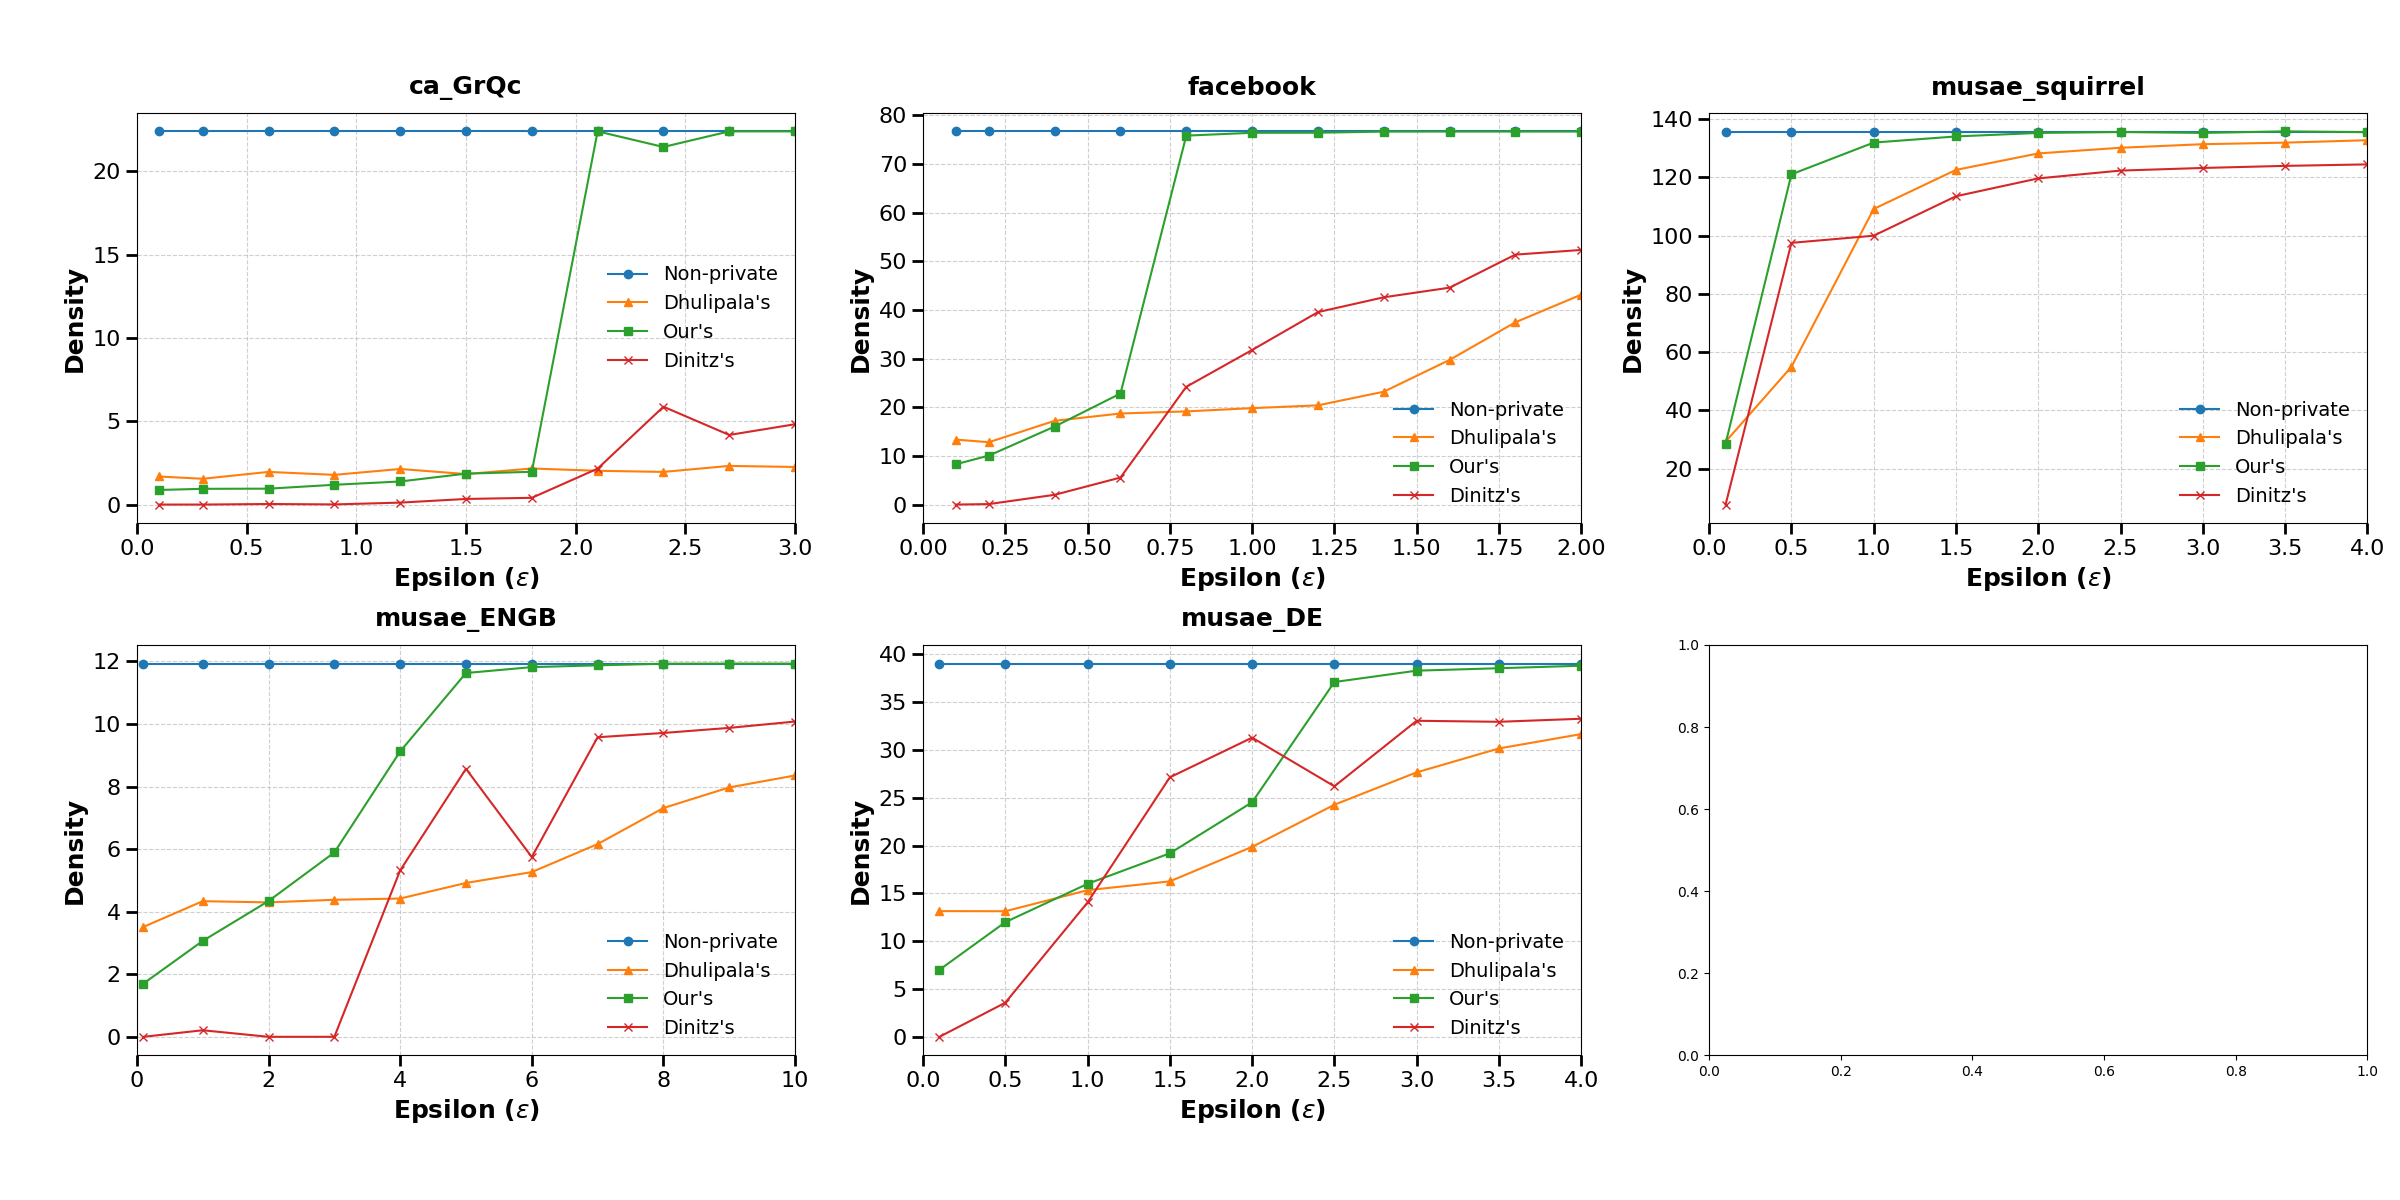 ca_GrQc
20
15
10
5
0
Density
Non-private
Dhulipala's
Our's
Dinitz's
0.0 0.5 1.0 1.5 2.0 2.5 3.0
Epsilon (ε)
facebook
80
70
60
50
40
30
20
10
0
Density
Non-private
Dhulipala's
Our's
Dinitz's
0.00 0.25 0.50 0.75 1.00 1.25 1.50 1.75 2.00
Epsilon (ε)
musae_squirrel
140
120
100
80
60
40
20
Density
Non-private
Dhulipala's
Our's
Dinitz's
0.0 0.5 1.0 1.5 2.0 2.5 3.0 3.5 4.0
Epsilon (ε)
musae_ENGB
12
10
8
6
4
2
0
Density
Non-private
Dhulipala's
Our's
Dinitz's
0 2 4 6 8 10
Epsilon (ε)
musae_DE
40
35
30
25
20
15
10
5
0
Density
Non-private
Dhulipala's
Our's
Dinitz's
0.0 0.5 1.0 1.5 2.0 2.5 3.0 3.5 4.0
Epsilon (ε)
1.0
0.8
0.6
0.4
0.2
0.0
0.0 0.2 0.4 0.6 0.8 1.0